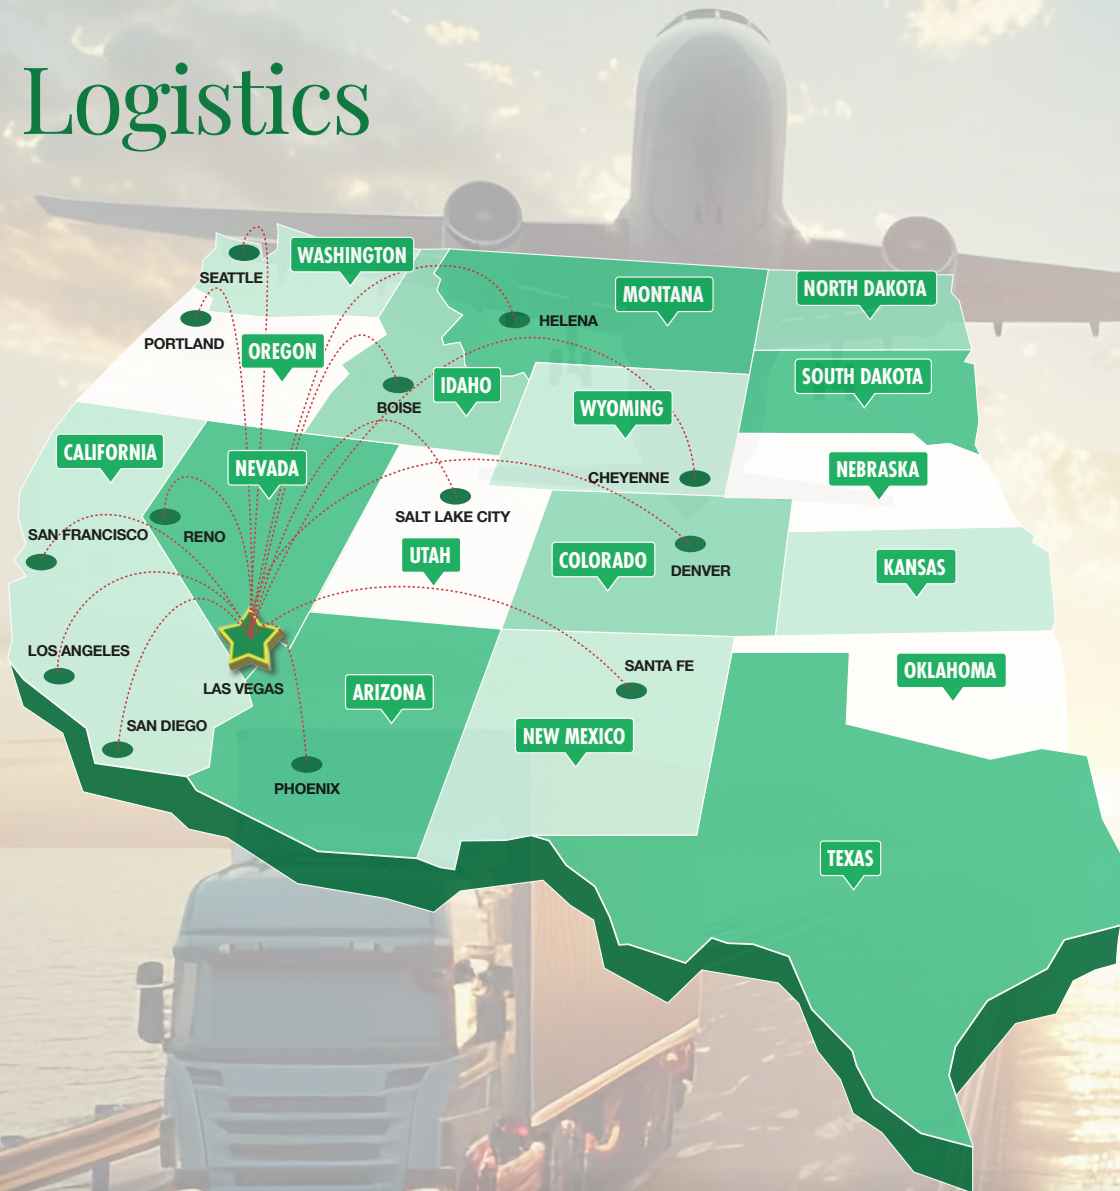 Logistics
WASHINGTON
SEATTLE
NORTH DAKOTA
MONTANA
HELENA
PORTLAND
OREGON
SOUTH DAKOTA
IDAHO
BOISE
WYOMING
CALIFORNIA
NEVADA
NEBRASKA
CHEYENNE
SALT LAKE CITY
SAN FRANCISCO
RENO
UTAH
COLORADO
DENVER
KANSAS
LOS ANGELES
SANTA FE
OKLAHOMA
LAS VEGAS
ARIZONA
SAN DIEGO
NEW MEXICO
PHOENIX
TEXAS